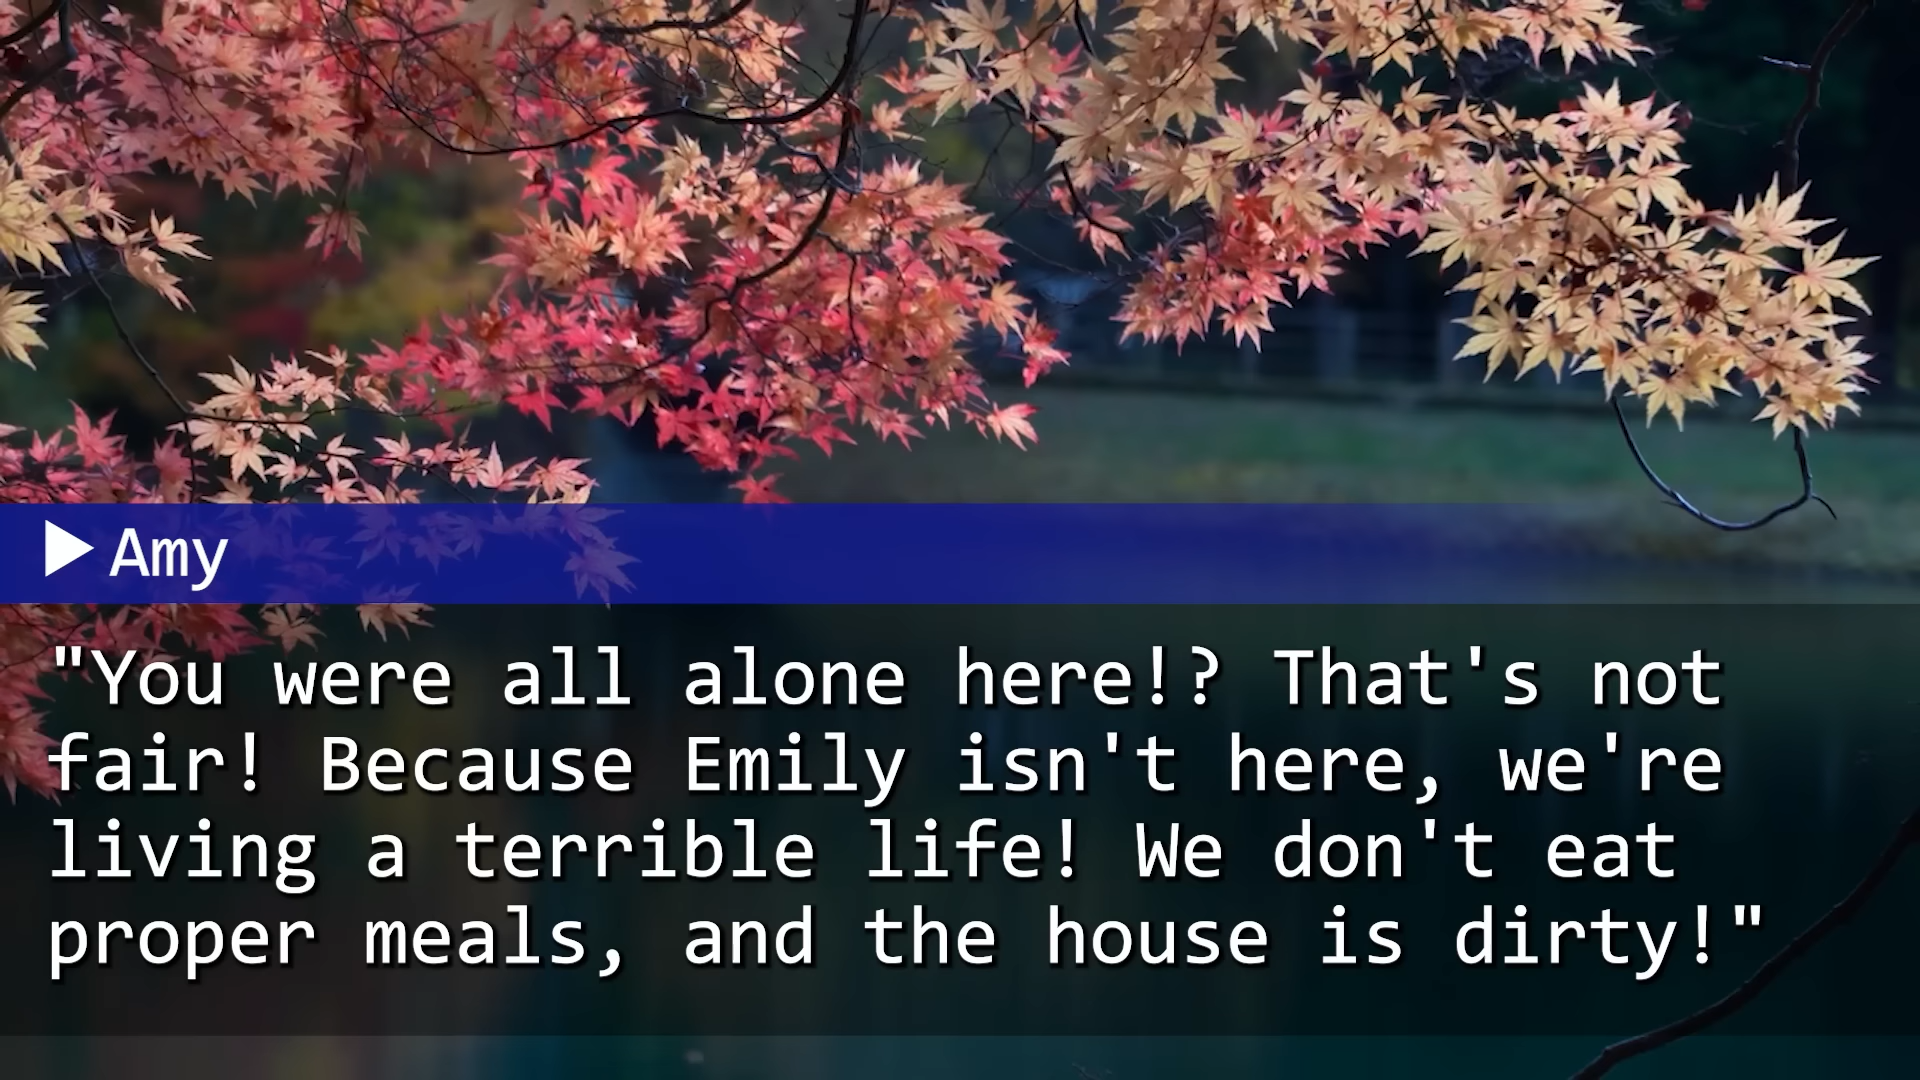 Amy
"You were all alone here!? That's not
fair! Because Emily isn't here, we're
living a terrible life! We don't eat
proper meals, and the house is dirty!"